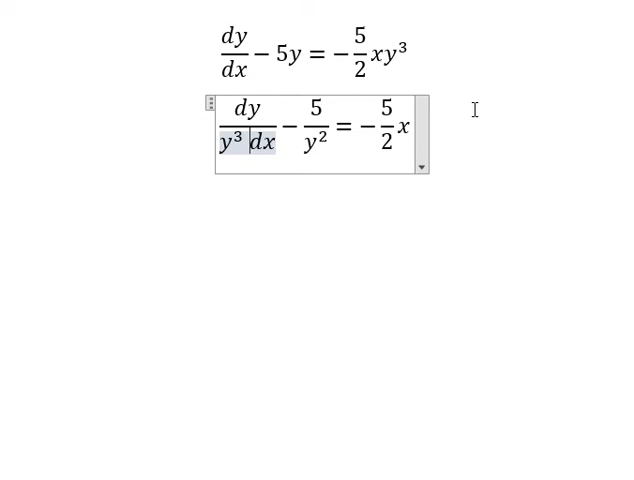 dy/dx − 5y = −5/2 xy³
dy/y³ dx − 5/y² = −5/2 x